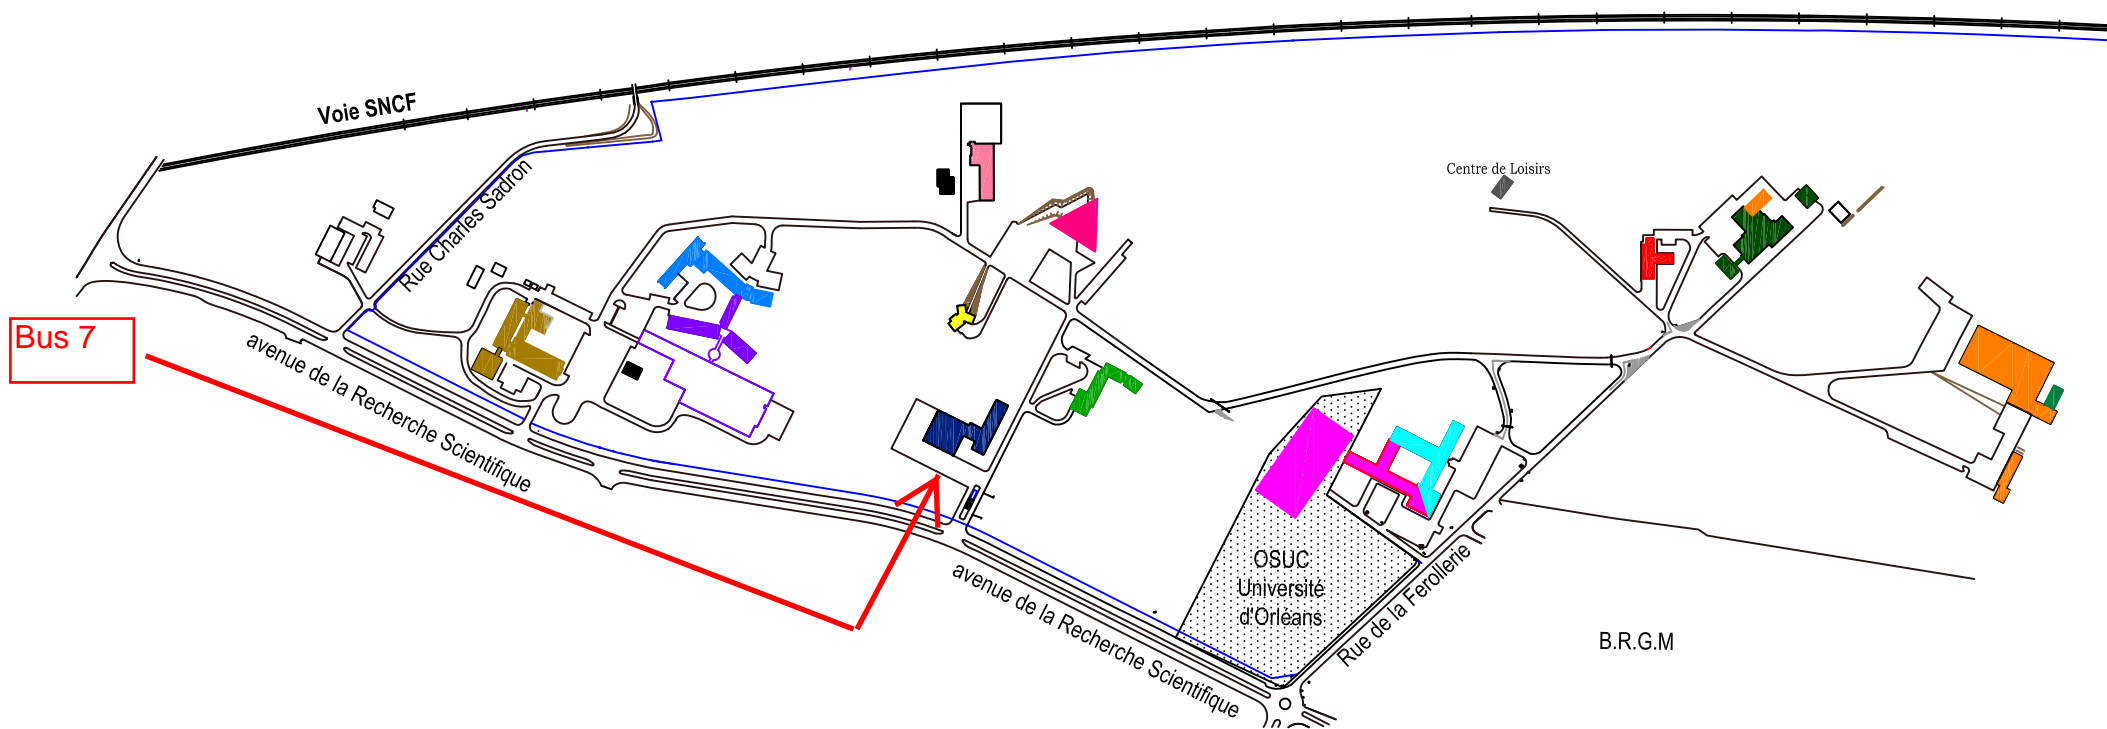 Voie SNCF
Rue Charles Sadron
Centre de Loisirs
Bus 7
avenue de la Recherche Scientifique
avenue de la Recherche Scientifique
OSUC
Université
d'Orléans
Rue de la Ferollerie
B.R.G.M